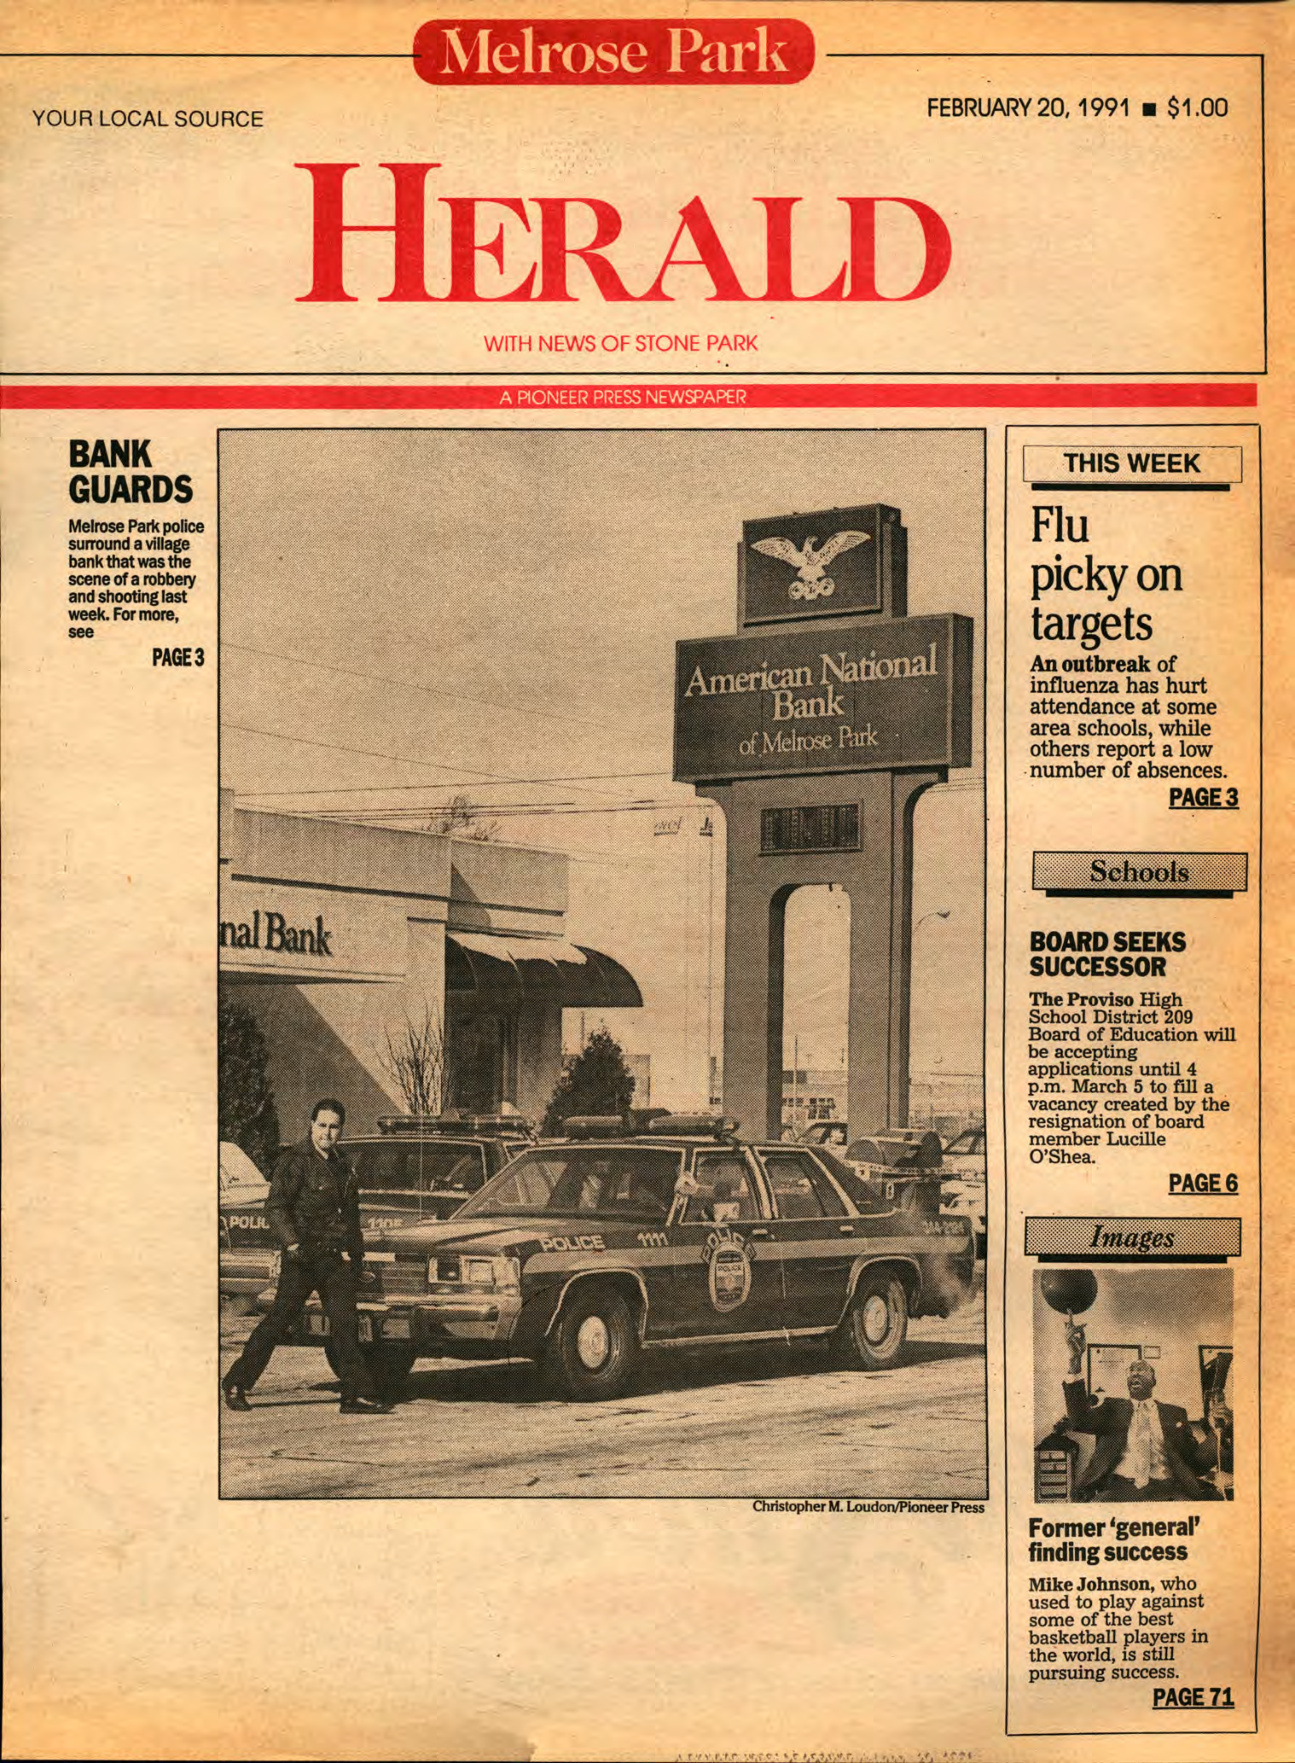 Melrose Park
YOUR LOCAL SOURCE
FEBRUARY 20, 1991 ■ $1.00
HERALD
WITH NEWS OF STONE PARK
A PIONEER PRESS NEWSPAPER
BANK
GUARDS
Melrose Park police
surround a village
bank that was the
scene of a robbery
and shooting last
week. For more,
see
PAGE 3
American National
Bank
of Melrose Park
nal Bank
POLIC
1105
POLICE 1111
POLICE
POLICE
344-2121
Christopher M. Loudon/Pioneer Press
THIS WEEK
Flu
picky on
targets
An outbreak of
influenza has hurt
attendance at some
area schools, while
others report a low
number of absences.
PAGE 3
Schools
BOARD SEEKS
SUCCESSOR
The Proviso High
School District 209
Board of Education will
be accepting
applications until 4
p.m. March 5 to fill a
vacancy created by the
resignation of board
member Lucille
O'Shea.
PAGE 6
Images
Former 'general'
finding success
Mike Johnson, who
used to play against
some of the best
basketball players in
the world, is still
pursuing success.
PAGE 71